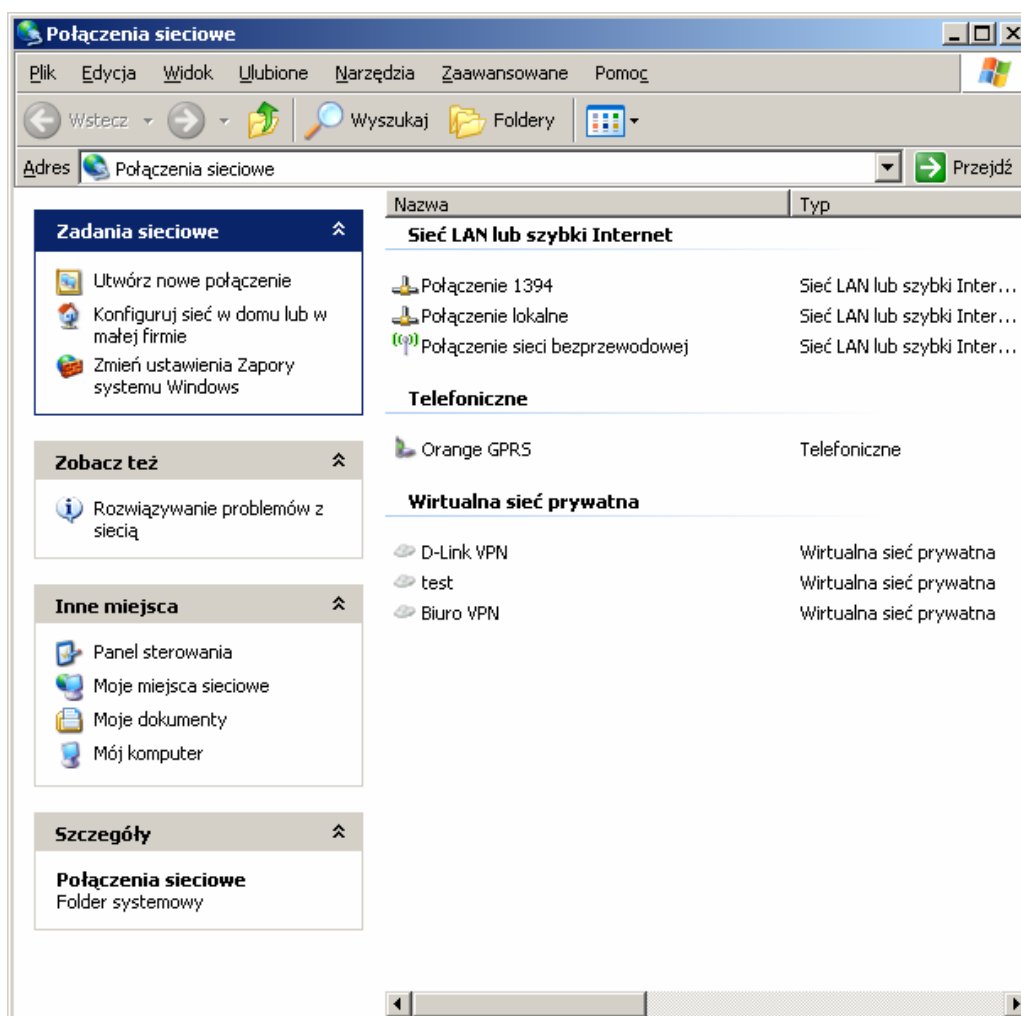 Połączenia sieciowe
Plik Edycja Widok Ulubione Narzędzia Zaawansowane Pomoc
Wstecz Wyszukaj Foldery
Adres Połączenia sieciowe Przejdź
Zadania sieciowe
Utwórz nowe połączenie
Konfiguruj sieć w domu lub w
małej firmie
Zmień ustawienia Zapory
systemu Windows
Zobacz też
Rozwiązywanie problemów z
siecią
Inne miejsca
Panel sterowania
Moje miejsca sieciowe
Moje dokumenty
Mój komputer
Szczegóły
Połączenia sieciowe
Folder systemowy
Nazwa Typ
Sieć LAN lub szybki Internet
Połączenie 1394 Sieć LAN lub szybki Inter...
Połączenie lokalne Sieć LAN lub szybki Inter...
Połączenie sieci bezprzewodowej Sieć LAN lub szybki Inter...
Telefoniczne
Orange GPRS Telefoniczne
Wirtualna sieć prywatna
D-Link VPN Wirtualna sieć prywatna
test Wirtualna sieć prywatna
Biuro VPN Wirtualna sieć prywatna